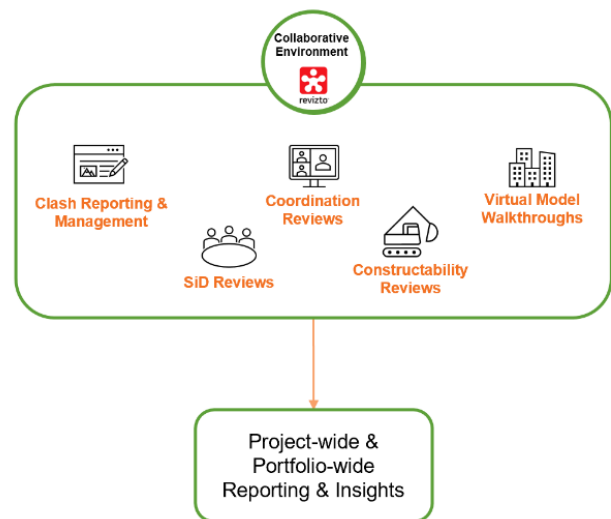 Collaborative
Environment
revizto
Clash Reporting &
Management
Coordination
Reviews
Virtual Model
Walkthroughs
SiD Reviews
Constructability
Reviews
Project-wide &
Portfolio-wide
Reporting & Insights